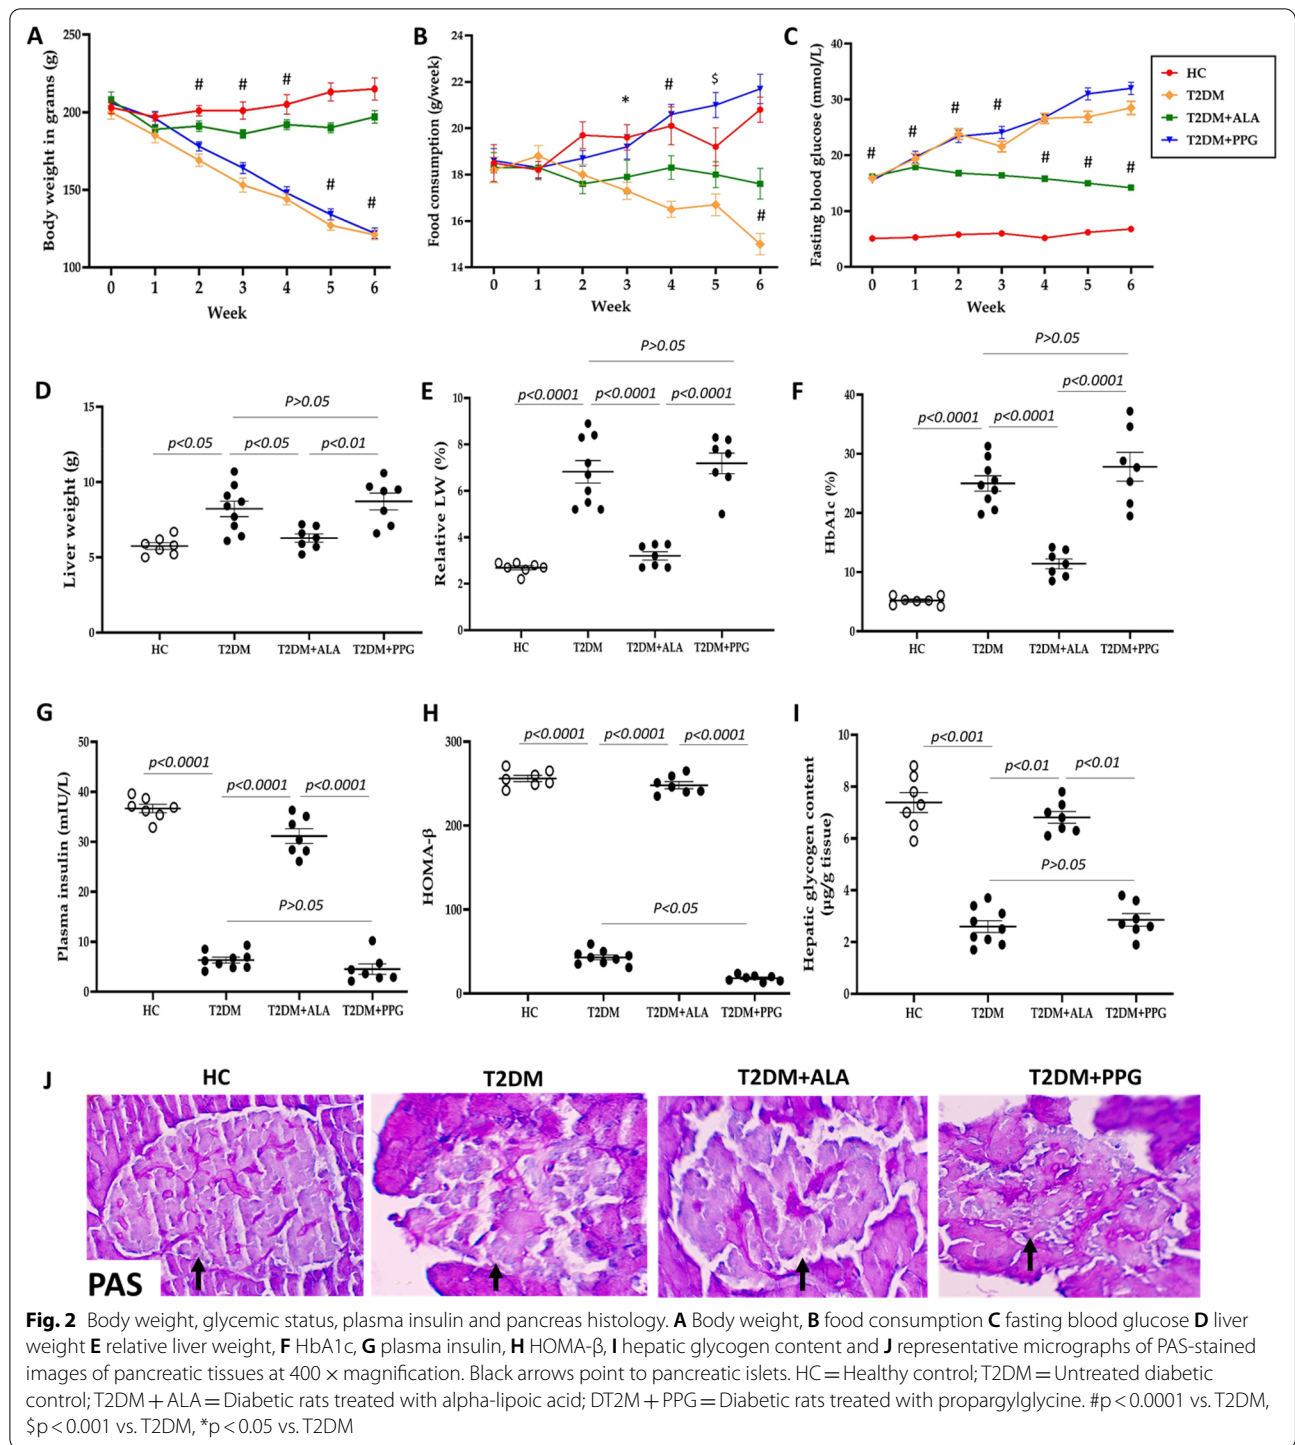 A
B
C
Body weight in grams (g)
250
200
150
100
#
#
#
#
#
0 1 2 3 4 5 6
Week
Food consumption (g/week)
24
22
20
18
16
14
*
#
$
#
0 1 2 3 4 5 6
Week
Fasting blood glucose (mmol/L)
40
30
20
10
0
#
#
#
#
#
#
#
0 1 2 3 4 5 6
Week
HC
T2DM
T2DM+ALA
T2DM+PPG
D
Liver weight (g)
15
10
5
0
P>0.05
p<0.05 p<0.05 p<0.01
HC T2DM T2DM+ALA T2DM+PPG
E
Relative LW (%)
10
8
6
4
2
0
P>0.05
p<0.0001 p<0.0001 p<0.0001
HC T2DM T2DM+ALA T2DM+PPG
F
HbA1c (%)
40
30
20
10
0
P>0.05
p<0.0001
p<0.0001 p<0.0001
HC T2DM T2DM+ALA T2DM+PPG
G
Plasma insulin (mIU/L)
50
40
30
20
10
0
p<0.0001
p<0.0001 p<0.0001
P>0.05
HC T2DM T2DM+ALA T2DM+PPG
H
HOMA-β
300
200
100
0
p<0.0001 p<0.0001 p<0.0001
P<0.05
HC T2DM T2DM+ALA T2DM+PPG
I
Hepatic glycogen content
(µg/g tissue)
10
8
6
4
2
0
p<0.001
p<0.01 p<0.01
P>0.05
HC T2DM T2DM+ALA T2DM+PPG
J
HC T2DM T2DM+ALA T2DM+PPG
PAS
Fig. 2 Body weight, glycemic status, plasma insulin and pancreas histology. A Body weight, B food consumption C fasting blood glucose D liver
weight E relative liver weight, F HbA1c, G plasma insulin, H HOMA-β, I hepatic glycogen content and J representative micrographs of PAS-stained
images of pancreatic tissues at 400 × magnification. Black arrows point to pancreatic islets. HC = Healthy control; T2DM = Untreated diabetic
control; T2DM + ALA = Diabetic rats treated with alpha-lipoic acid; DT2M + PPG = Diabetic rats treated with propargylglycine. #p < 0.0001 vs. T2DM,
$p < 0.001 vs. T2DM, *p < 0.05 vs. T2DM